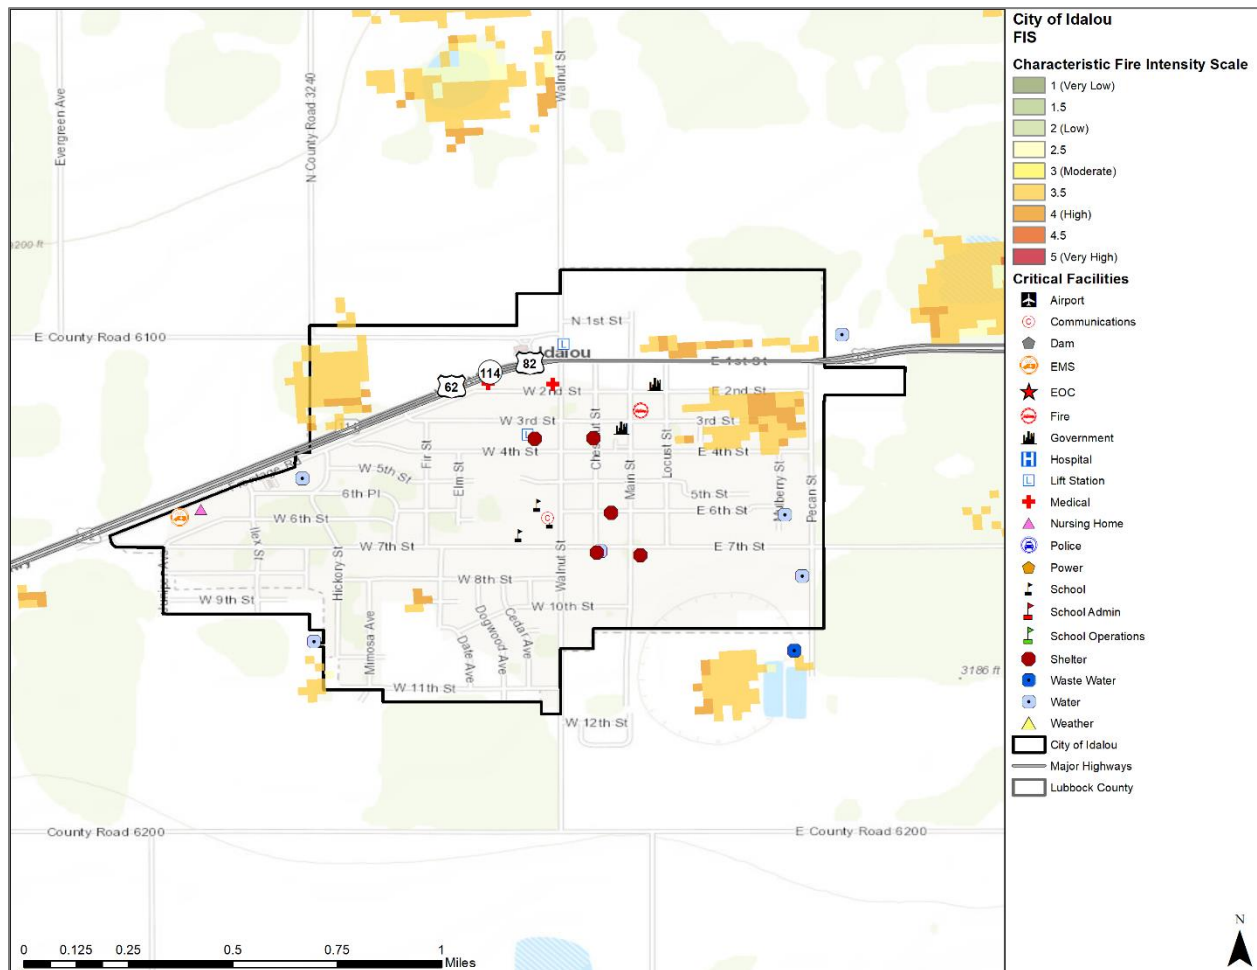 City of Idalou
FIS
Characteristic Fire Intensity Scale
1 (Very Low)
1.5
2 (Low)
2.5
3 (Moderate)
3.5
4 (High)
4.5
5 (Very High)
Critical Facilities
Airport
C Communications
Dam
EMS
EOC
Fire
Government
H Hospital
L Lift Station
Medical
Nursing Home
Police
Power
School
School Admin
School Operations
Shelter
Waste Water
Water
Weather
City of Idalou
Major Highways
Lubbock County
N
Evergreen Ave
N County Road 3240
Walnut St
E County Road 6100
N 1st St
L
Idalou
E 1st St
62
114
82
W 2nd St
E 2nd St
W 3rd St
3rd St
L
W 4th St
E 4th St
Fir St
Elm St
Chestnut St
Main St
Locust St
W 5th St
5th St
6th Pl
W 6th St
E 6th St
C
Mulberry St
Pecan St
Ilex St
Hickory St
W 7th St
Walnut St
E 7th St
W 8th St
W 9th St
W 10th St
Mimosa Ave
Date Ave
Dogwood Ave
Cedar Ave
W 11th St
W 12th St
3186 ft
County Road 6200
E County Road 6200
0 0.125 0.25 0.5 0.75 1
Miles